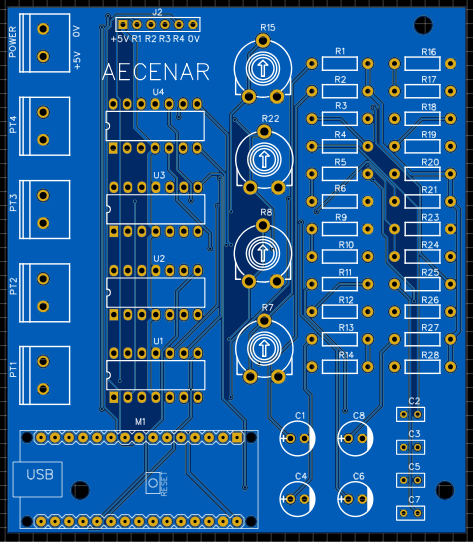 J2
+5V R1 R2 R3 R4 0V
POWER
0V
+5V
AECENAR
R15
R1
R16
R2
R17
U4
PT4
R22
R3
R18
R4
R19
U3
R5
R20
PT3
R6
R21
R8
R9
R23
U2
R10
R24
PT2
R11
R25
R7
R12
R26
U1
R13
R27
PT1
R14
R28
M1
C1
C8
C2
C3
USB
RESET
C4
C6
C5
C7